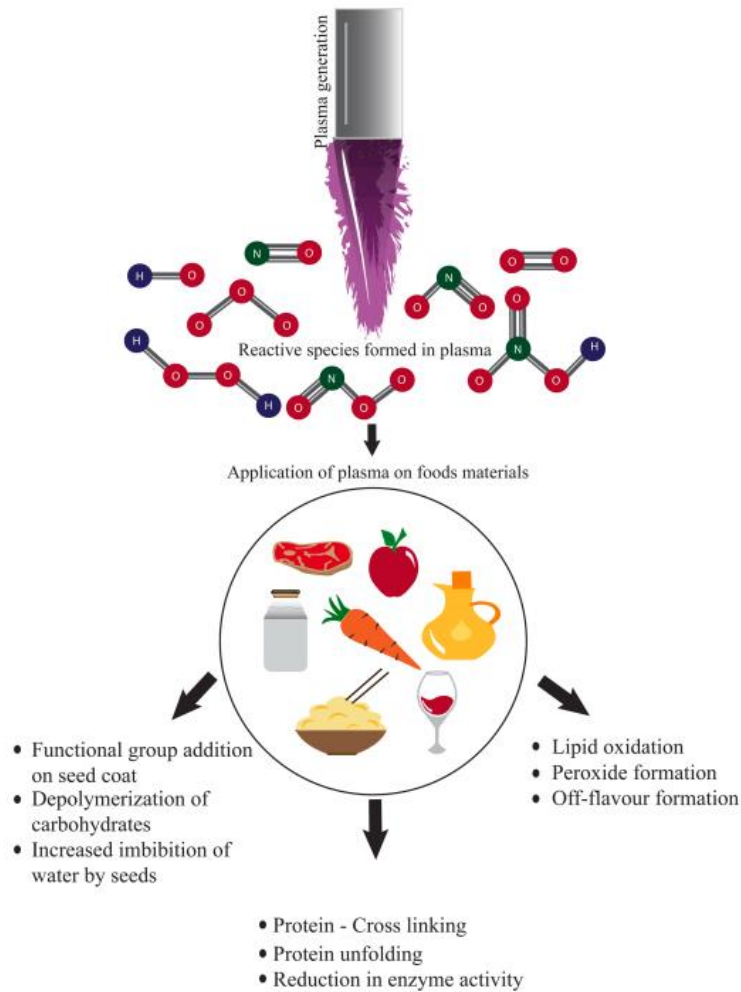 Plasma generation
N O
O O
H O
N
O
O
O O
O O
Reactive species formed in plasma
H
N
H
O O
N
O
O O
H
O O
Application of plasma on foods materials
• Functional group addition
on seed coat
• Depolymerization of
carbohydrates
• Increased imbibition of
water by seeds
• Lipid oxidation
• Peroxide formation
• Off-flavour formation
• Protein - Cross linking
• Protein unfolding
• Reduction in enzyme activity